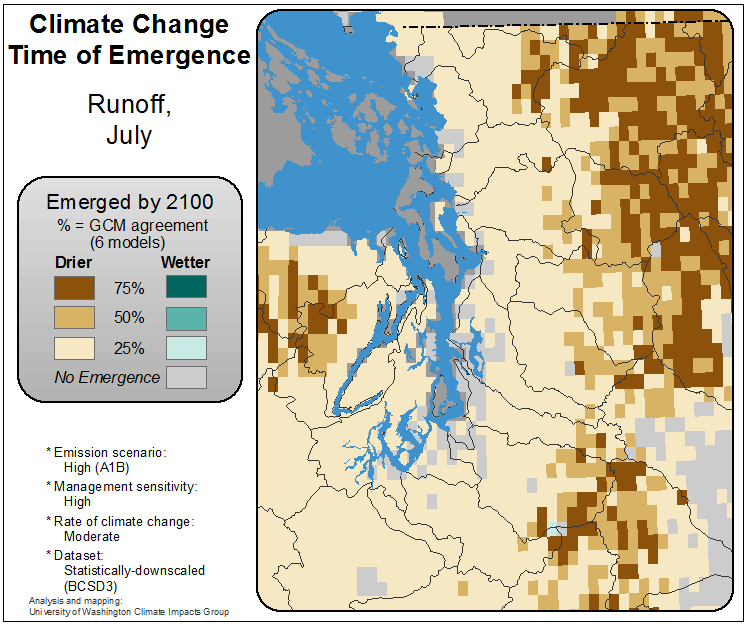 Climate Change
Time of Emergence
Runoff,
July
Emerged by 2100
% = GCM agreement
(6 models)
Drier Wetter
75%
50%
25%
No Emergence
* Emission scenario:
High (A1B)
* Management sensitivity:
High
* Rate of climate change:
Moderate
* Dataset:
Statistically-downscaled
(BCSD3)
Analysis and mapping:
University of Washington Climate Impacts Group